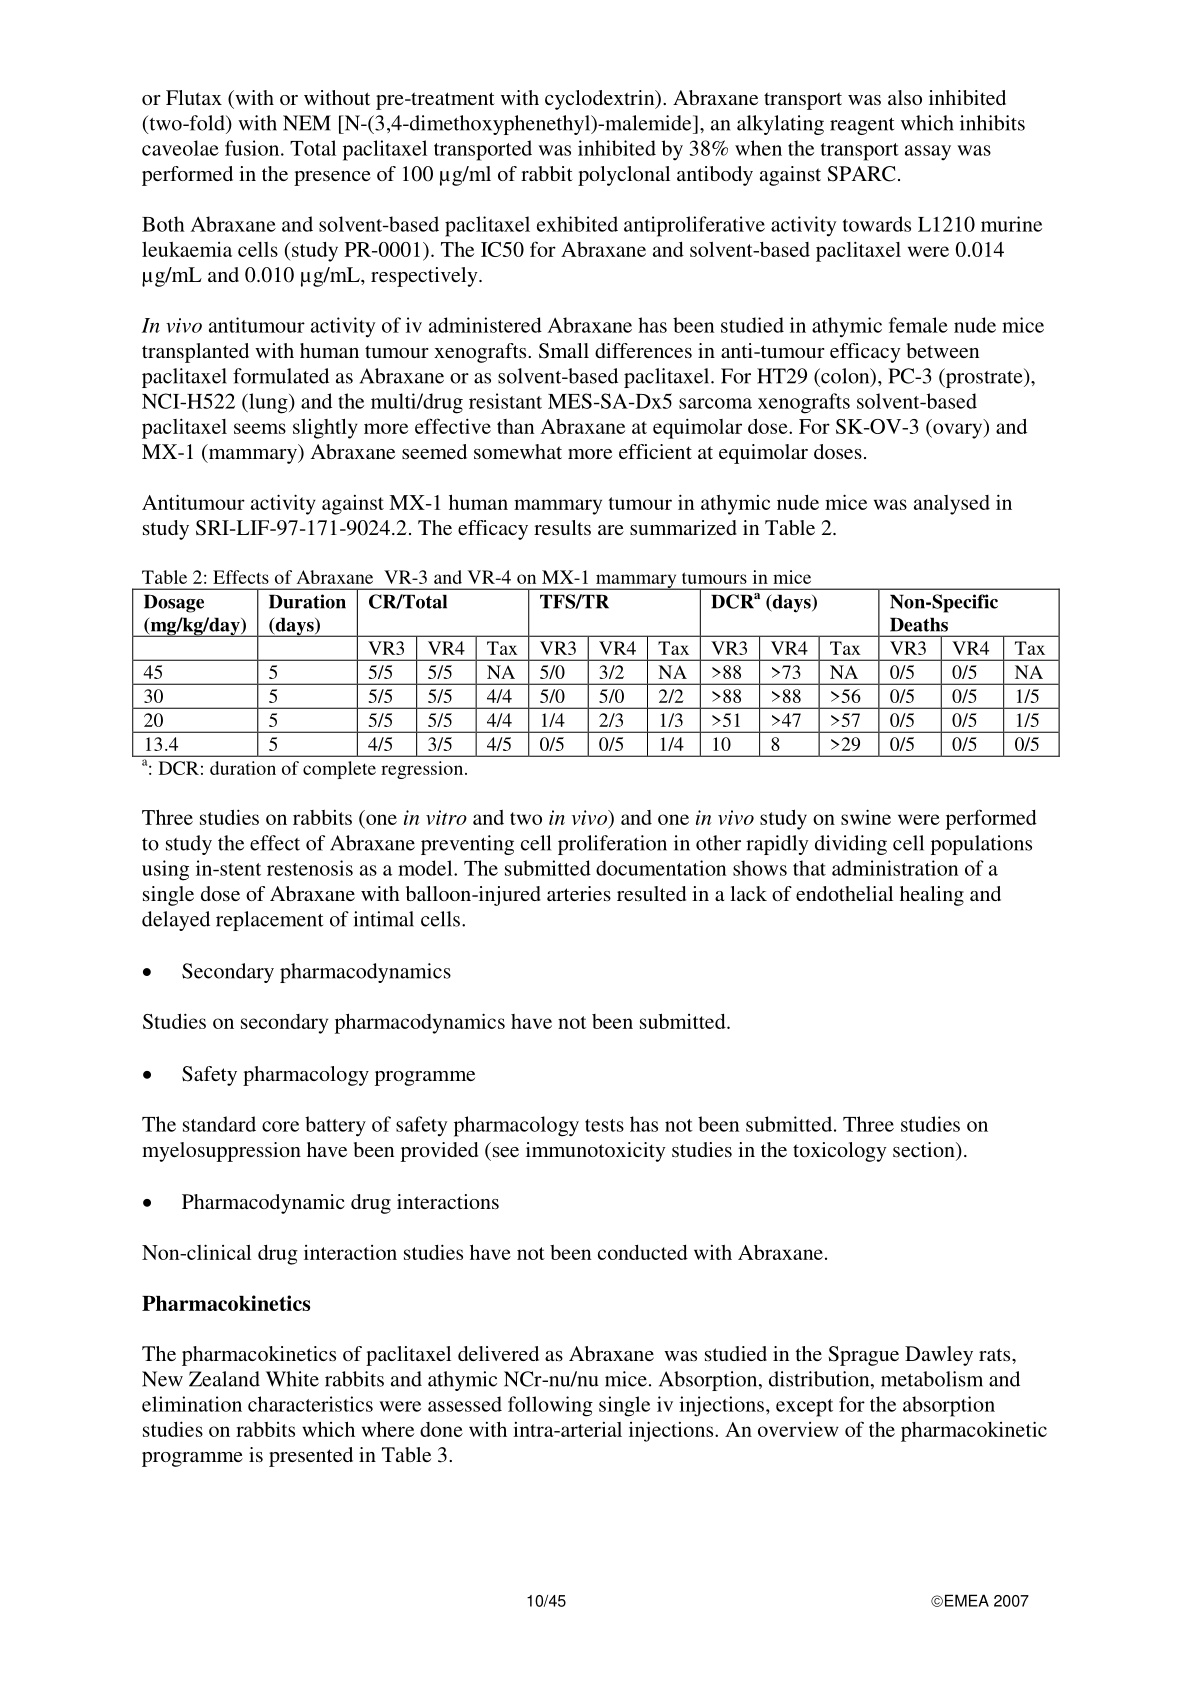 or Flutax (with or without pre-treatment with cyclodextrin). Abraxane transport was also inhibited
(two-fold) with NEM [N-(3,4-dimethoxyphenethyl)-malemide], an alkylating reagent which inhibits
caveolae fusion. Total paclitaxel transported was inhibited by 38% when the transport assay was
performed in the presence of 100 µg/ml of rabbit polyclonal antibody against SPARC.
Both Abraxane and solvent-based paclitaxel exhibited antiproliferative activity towards L1210 murine
leukaemia cells (study PR-0001). The IC50 for Abraxane and solvent-based paclitaxel were 0.014
µg/mL and 0.010 µg/mL, respectively.
In vivo antitumour activity of iv administered Abraxane has been studied in athymic female nude mice
transplanted with human tumour xenografts. Small differences in anti-tumour efficacy between
paclitaxel formulated as Abraxane or as solvent-based paclitaxel. For HT29 (colon), PC-3 (prostrate),
NCI-H522 (lung) and the multi/drug resistant MES-SA-Dx5 sarcoma xenografts solvent-based
paclitaxel seems slightly more effective than Abraxane at equimolar dose. For SK-OV-3 (ovary) and
MX-1 (mammary) Abraxane seemed somewhat more efficient at equimolar doses.
Antitumour activity against MX-1 human mammary tumour in athymic nude mice was analysed in
study SRI-LIF-97-171-9024.2. The efficacy results are summarized in Table 2.
Table 2: Effects of Abraxane VR-3 and VR-4 on MX-1 mammary tumours in mice
Dosage Duration CR/Total TFS/TR DCRa (days) Non-Specific
(mg/kg/day) (days) Deaths
VR3 VR4 Tax VR3 VR4 Tax VR3 VR4 Tax VR3 VR4 Tax
45 5 5/5 5/5 NA 5/0 3/2 NA >88 >73 NA 0/5 0/5 NA
30 5 5/5 5/5 4/4 5/0 5/0 2/2 >88 >88 >56 0/5 0/5 1/5
20 5 5/5 5/5 4/4 1/4 2/3 1/3 >51 >47 >57 0/5 0/5 1/5
13.4 5 4/5 3/5 4/5 0/5 0/5 1/4 10 8 >29 0/5 0/5 0/5
a: DCR: duration of complete regression.
Three studies on rabbits (one in vitro and two in vivo) and one in vivo study on swine were performed
to study the effect of Abraxane preventing cell proliferation in other rapidly dividing cell populations
using in-stent restenosis as a model. The submitted documentation shows that administration of a
single dose of Abraxane with balloon-injured arteries resulted in a lack of endothelial healing and
delayed replacement of intimal cells.
• Secondary pharmacodynamics
Studies on secondary pharmacodynamics have not been submitted.
• Safety pharmacology programme
The standard core battery of safety pharmacology tests has not been submitted. Three studies on
myelosuppression have been provided (see immunotoxicity studies in the toxicology section).
• Pharmacodynamic drug interactions
Non-clinical drug interaction studies have not been conducted with Abraxane.
Pharmacokinetics
The pharmacokinetics of paclitaxel delivered as Abraxane was studied in the Sprague Dawley rats,
New Zealand White rabbits and athymic NCr-nu/nu mice. Absorption, distribution, metabolism and
elimination characteristics were assessed following single iv injections, except for the absorption
studies on rabbits which where done with intra-arterial injections. An overview of the pharmacokinetic
programme is presented in Table 3.
10/45 ©EMEA 2007